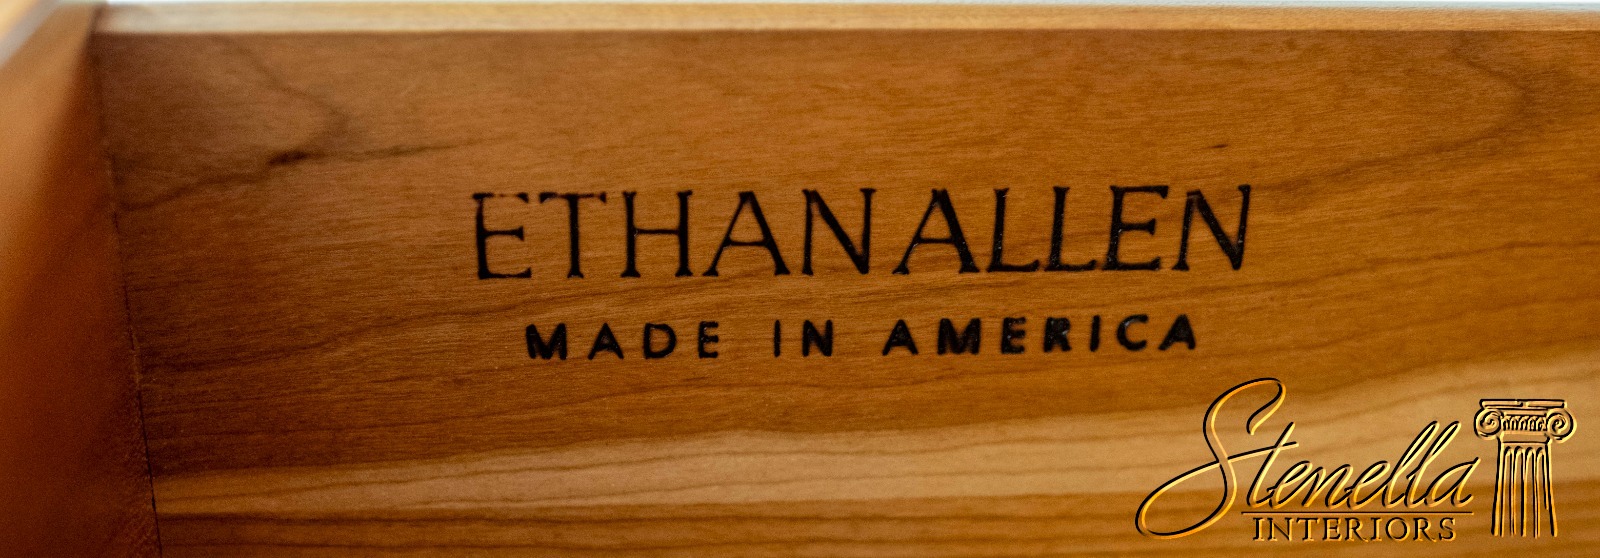 ETHAN ALLEN
MADE IN AMERICA
Stenella
INTERIORS